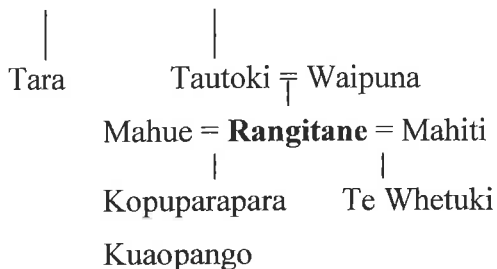 Tara Tautoki = Waipuna
Mahue = Rangitane = Mahiti
Kopuparapara Te Whetuki
Kuaopango